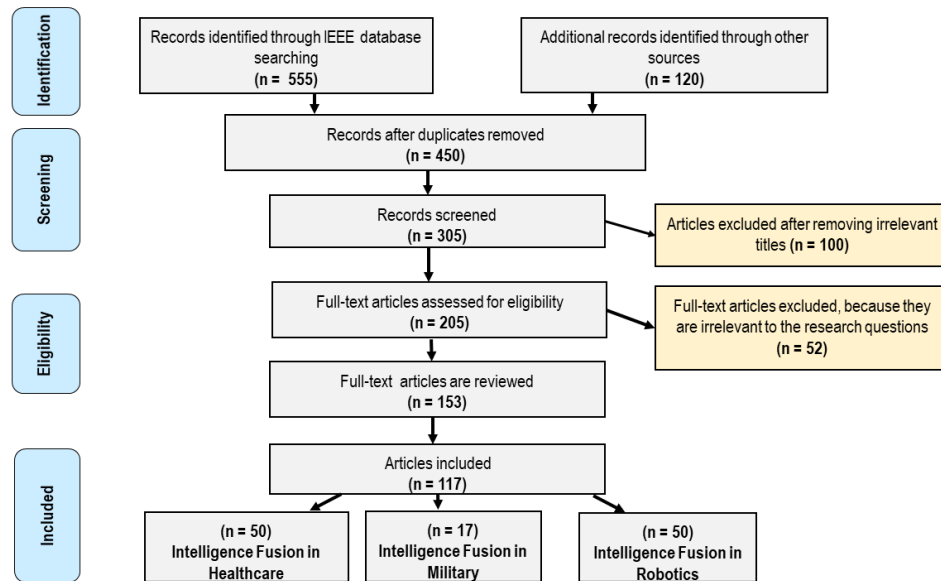 Identification
Records identified through IEEE database
searching
(n = 555)
Additional records identified through other
sources
(n = 120)
Screening
Records after duplicates removed
(n = 450)
Records screened
(n = 305)
Articles excluded after removing irrelevant
titles (n = 100)
Eligibility
Full-text articles assessed for eligibility
(n = 205)
Full-text articles excluded, because they
are irrelevant to the research questions
(n = 52)
Full-text articles are reviewed
(n = 153)
Included
Articles included
(n = 117)
(n = 50)
Intelligence Fusion in
Healthcare
(n = 17)
Intelligence Fusion in
Military
(n = 50)
Intelligence Fusion in
Robotics